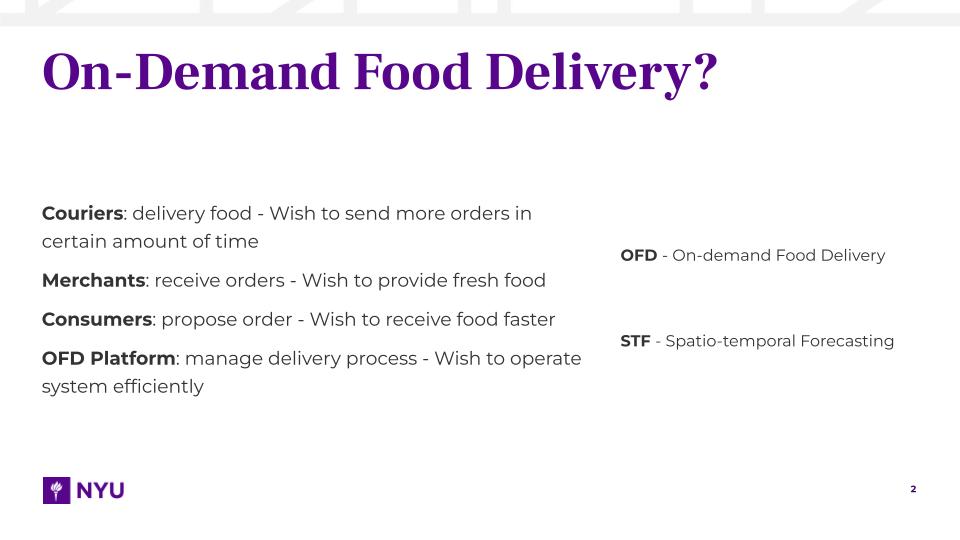 On-Demand Food Delivery?
Couriers: delivery food - Wish to send more orders in
certain amount of time
Merchants: receive orders - Wish to provide fresh food
Consumers: propose order - Wish to receive food faster
OFD Platform: manage delivery process - Wish to operate
system efficiently
OFD - On-demand Food Delivery
STF - Spatio-temporal Forecasting
NYU
2